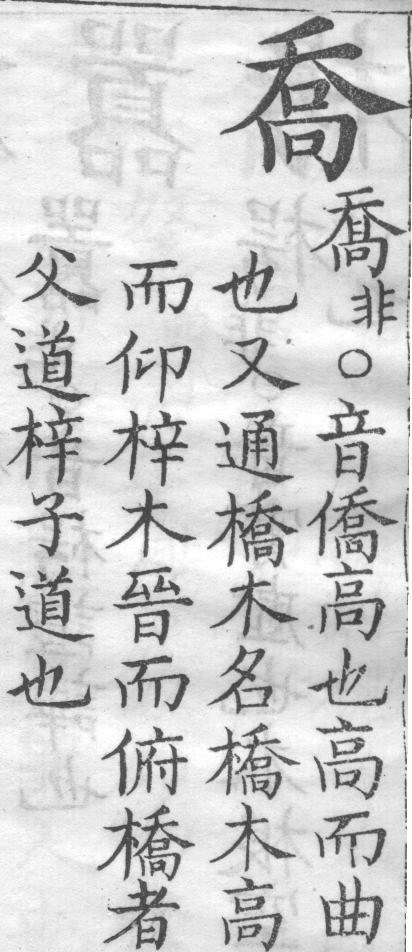 喬
髙非○音僑高也高而曲
也又通橋木名橋木高
而仰梓木晉而俯橋者
父道梓子道也